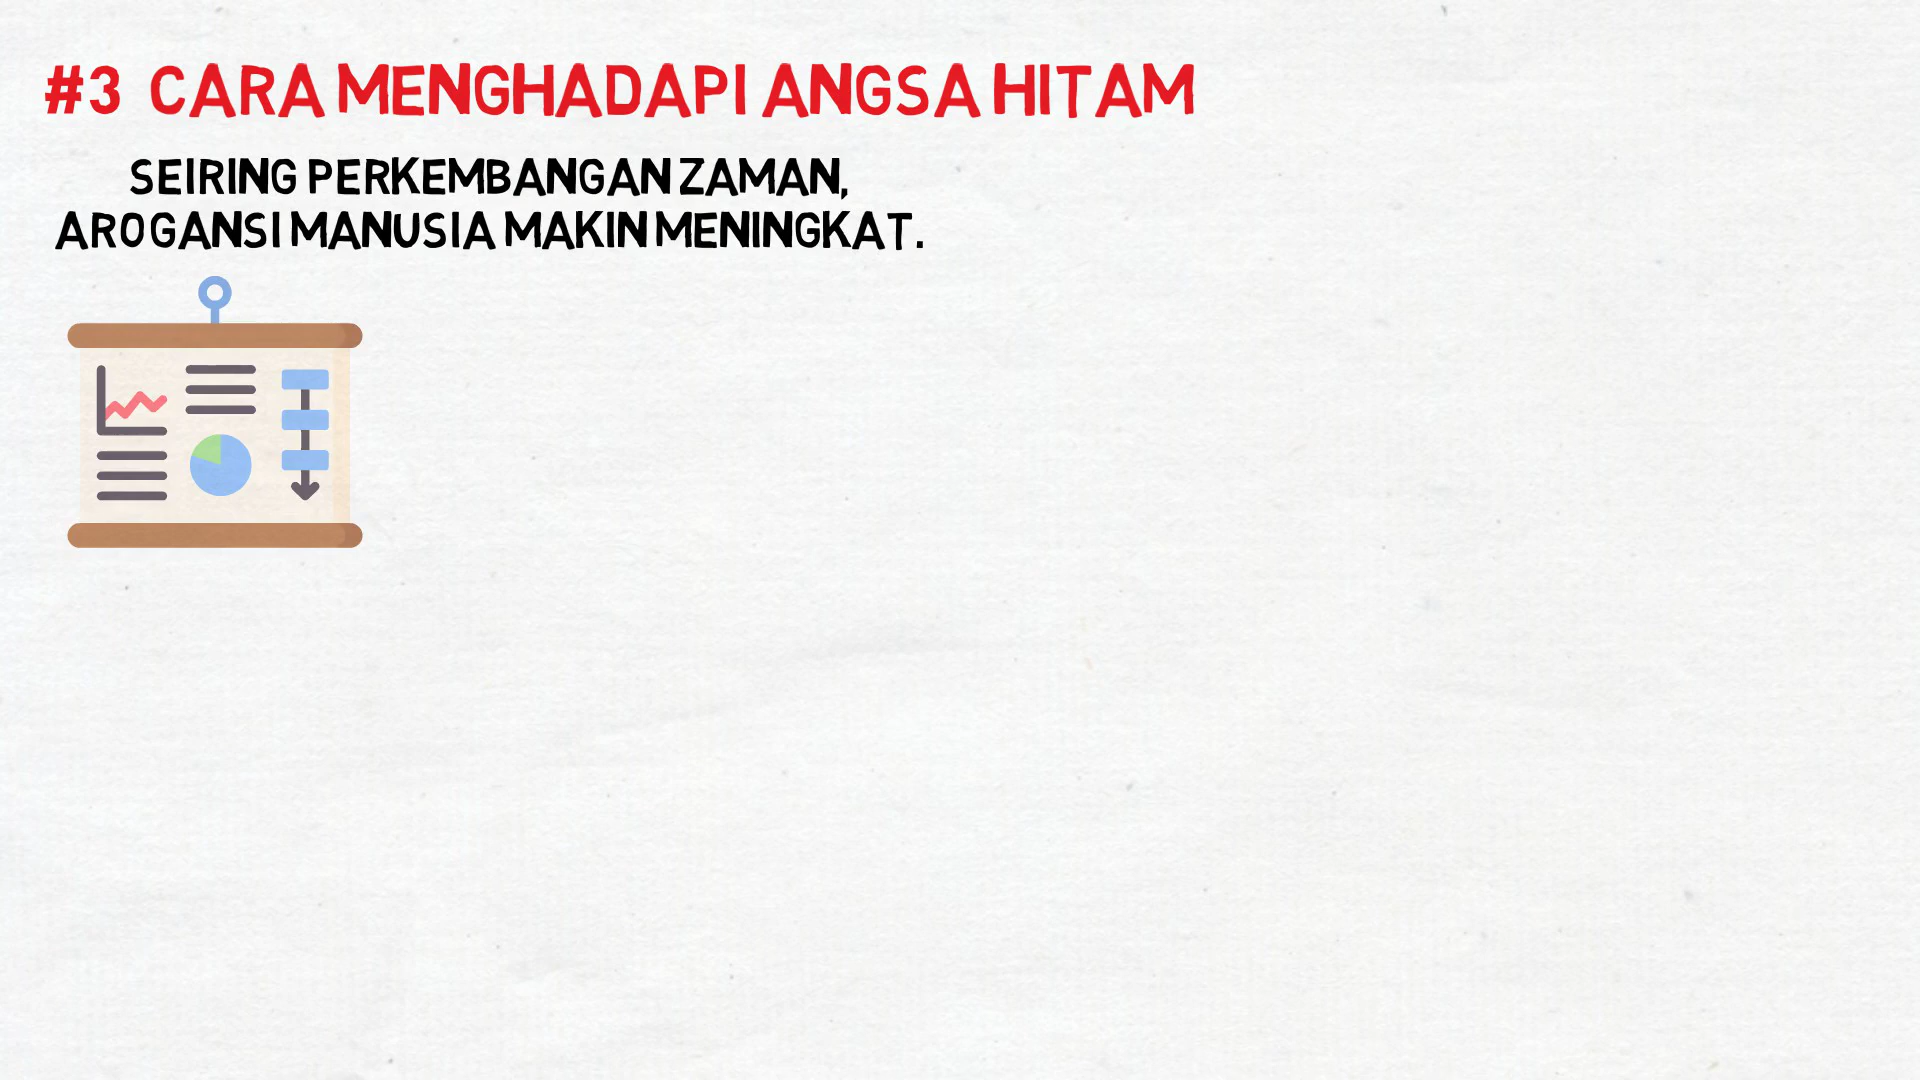 #3 CARA MENGHADAPI ANGSA HITAM
SEIRING PERKEMBANGAN ZAMAN,
AROGANSI MANUSIA MAKIN MENINGKAT.